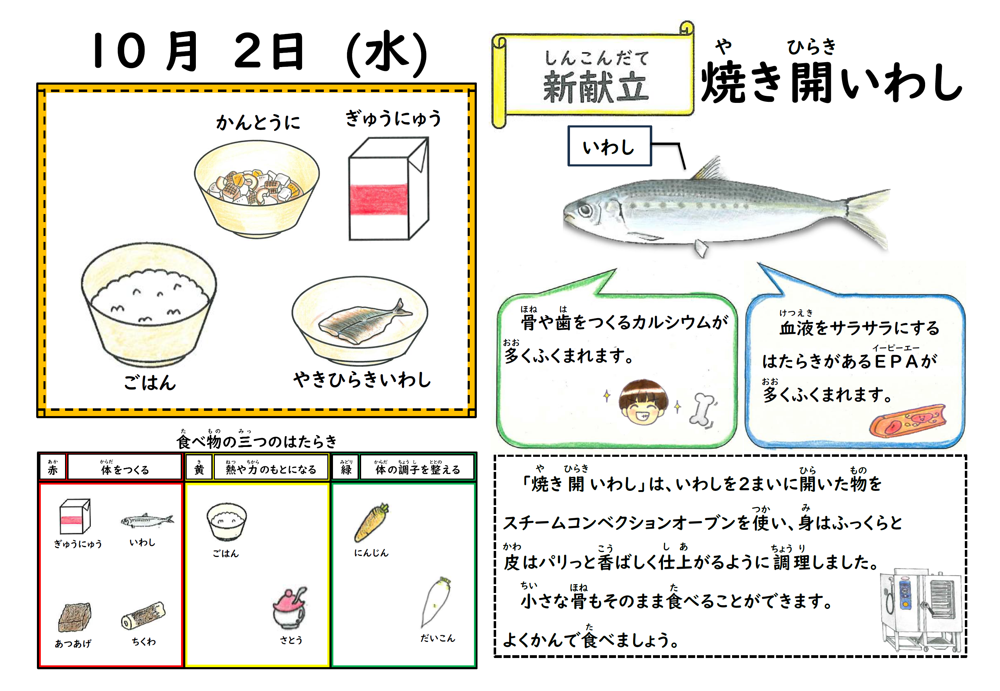 10月 2日 (水)
かんとうに
ぎゅうにゅう
ごはん
やきひらきいわし
た もの みっ
食べ物の三つのはたらき
あか
赤
からだ
体をつくる
き
黄
ねつ ちから
熱や力のもとになる
みどり
緑
からだ ちょう し ととの
体の調子を整える
ぎゅうにゅう
いわし
あつあげ
ちくわ
ごはん
さとう
にんじん
だいこん
しんこんだて
新献立
や ひらき
焼き開いわし
いわし
ほね は
骨や歯をつくるカルシウムが
おお
多くふくまれます。
けつえき
血液をサラサラにする
イーピーエー
はたらきがあるEPAが
おお
多くふくまれます。
や ひらき ひら もの
「焼き開いわし」は、いわしを2まいに開いた物を
つか み
スチームコンベクションオーブンを使い、身はふっくらと
かわ こう し あ ちょう り
皮はパリっと香ばしく仕上がるように調理しました。
ちい ほね た
小さな骨もそのまま食べることができます。
た
よくかんで食べましょう。